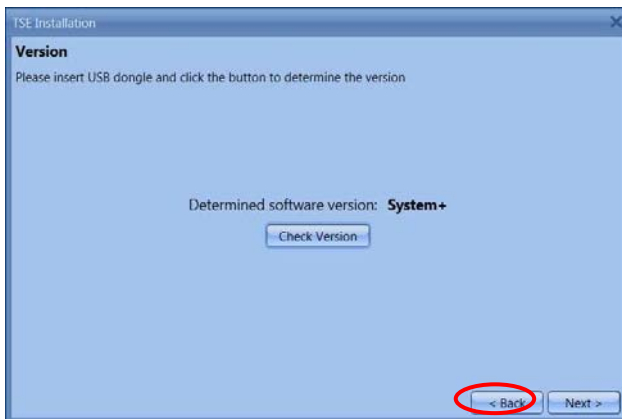 TSE Installation
Version
Please insert USB dongle and click the button to determine the version
Determined software version: System+
Check Version
< Back Next >